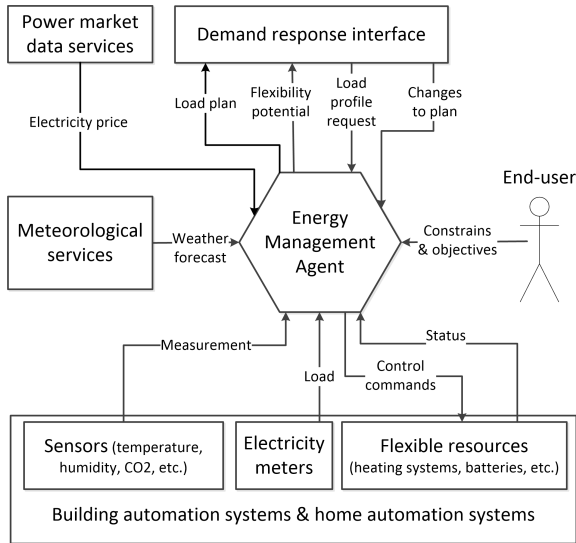 Power market
data services
Demand response interface
Load plan
Flexibility
potential
Load
profile
request
Changes
to plan
Electricity price
End-user
Meteorological
services
Weather
forecast
Energy
Management
Agent
Constrains
& objectives
Measurement
Load
Control
commands
Status
Sensors (temperature,
humidity, CO2, etc.)
Electricity
meters
Flexible resources
(heating systems, batteries, etc.)
Building automation systems & home automation systems